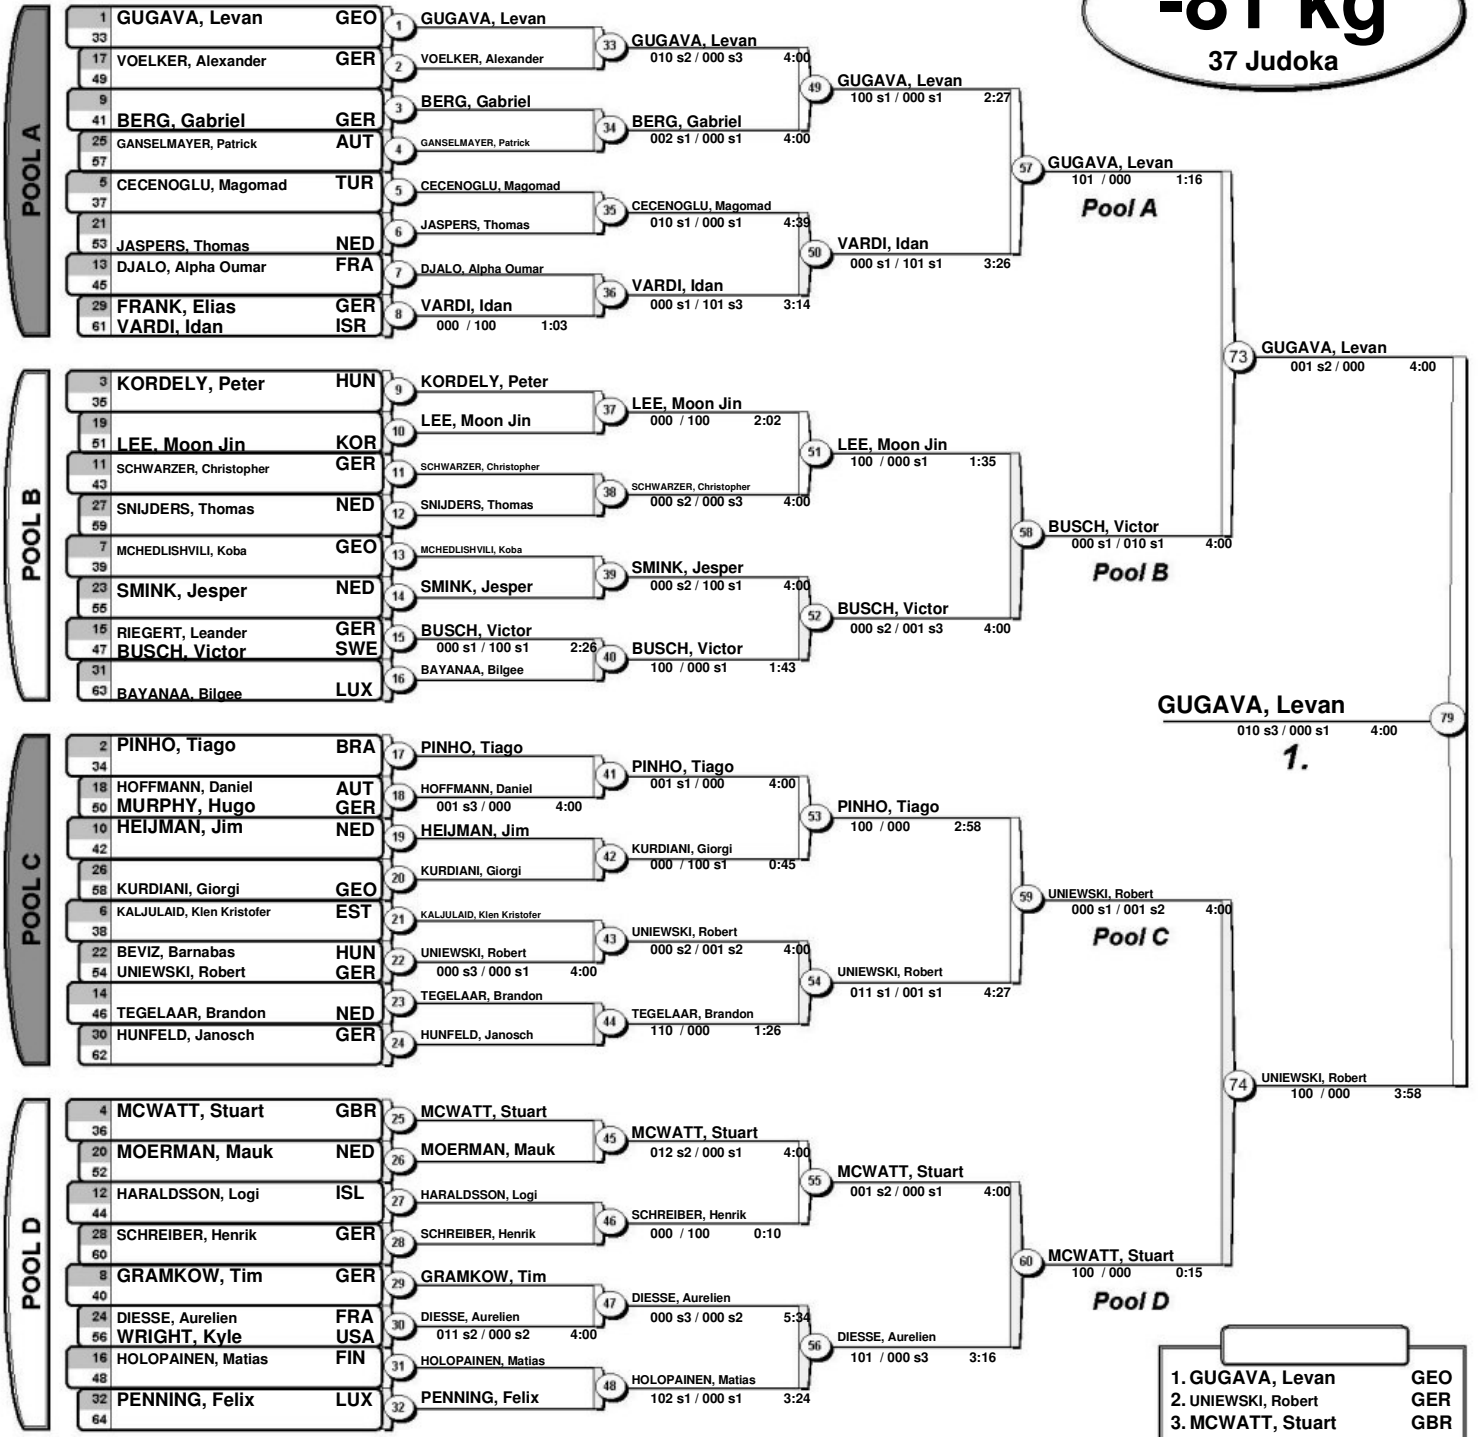 -81 kg
37 Judoka
POOL A
1 GUGAVA, Levan GEO
33
17 VOELKER, Alexander GER
49
9
41 BERG, Gabriel GER
25 GANSELMAYER, Patrick AUT
57
5 CECENOGLU, Magomad TUR
37
21
53 JASPERS, Thomas NED
13 DJALO, Alpha Oumar FRA
45
29 FRANK, Elias GER
61 VARDI, Idan ISR
1 GUGAVA, Levan
2 VOELKER, Alexander
3 BERG, Gabriel
4 GANSELMAYER, Patrick
5 CECENOGLU, Magomad
6 JASPERS, Thomas
7 DJALO, Alpha Oumar
8 VARDI, Idan
000 / 100 1:03
33 GUGAVA, Levan
010 s2 / 000 s3 4:00
34 BERG, Gabriel
002 s1 / 000 s1 4:00
35 CECENOGLU, Magomad
010 s1 / 000 s1 4:39
36 VARDI, Idan
000 s1 / 101 s3 3:14
49 GUGAVA, Levan
100 s1 / 000 s1 2:27
50 VARDI, Idan
000 s1 / 101 s1 3:26
57 GUGAVA, Levan
101 / 000 1:16
Pool A
POOL B
3 KORDELY, Peter HUN
35
19
51 LEE, Moon Jin KOR
11 SCHWARZER, Christopher GER
43
27 SNIJDERS, Thomas NED
59
7 MCHEDLISHVILI, Koba GEO
39
23 SMINK, Jesper NED
55
15 RIEGERT, Leander GER
47 BUSCH, Victor SWE
31
63 BAYANAA, Bilgee LUX
9 KORDELY, Peter
10 LEE, Moon Jin
11 SCHWARZER, Christopher
12 SNIJDERS, Thomas
13 MCHEDLISHVILI, Koba
14 SMINK, Jesper
15 BUSCH, Victor
000 s1 / 100 s1 2:26
16 BAYANAA, Bilgee
37 LEE, Moon Jin
000 / 100 2:02
38 SCHWARZER, Christopher
000 s2 / 000 s3 4:00
39 SMINK, Jesper
000 s2 / 100 s1 4:00
40 BUSCH, Victor
100 / 000 s1 1:43
51 LEE, Moon Jin
100 / 000 s1 1:35
52 BUSCH, Victor
000 s2 / 001 s3 4:00
58 BUSCH, Victor
000 s1 / 010 s1 4:00
Pool B
73 GUGAVA, Levan
001 s2 / 000 4:00
GUGAVA, Levan 79
010 s3 / 000 s1 4:00
1.
POOL C
2 PINHO, Tiago BRA
34
18 HOFFMANN, Daniel AUT
50 MURPHY, Hugo GER
10 HEIJMAN, Jim NED
42
26
58 KURDIANI, Giorgi GEO
6 KALJULAID, Klen Kristofer EST
38
22 BEVIZ, Barnabas HUN
54 UNIEWSKI, Robert GER
14
46 TEGELAAR, Brandon NED
30 HUNFELD, Janosch GER
62
17 PINHO, Tiago
18 HOFFMANN, Daniel
001 s3 / 000 4:00
19 HEIJMAN, Jim
20 KURDIANI, Giorgi
21 KALJULAID, Klen Kristofer
22 UNIEWSKI, Robert
000 s3 / 000 s1 4:00
23 TEGELAAR, Brandon
24 HUNFELD, Janosch
41 PINHO, Tiago
001 s1 / 000 4:00
42 KURDIANI, Giorgi
000 / 100 s1 0:45
43 UNIEWSKI, Robert
000 s2 / 001 s2 4:00
44 TEGELAAR, Brandon
110 / 000 1:26
53 PINHO, Tiago
100 / 000 2:58
54 UNIEWSKI, Robert
011 s1 / 001 s1 4:27
59 UNIEWSKI, Robert
000 s1 / 001 s2 4:00
Pool C
POOL D
4 MCWATT, Stuart GBR
36
20 MOERMAN, Mauk NED
52
12 HARALDSSON, Logi ISL
44
28 SCHREIBER, Henrik GER
60
8 GRAMKOW, Tim GER
40
24 DIESSE, Aurelien FRA
56 WRIGHT, Kyle USA
16 HOLOPAINEN, Matias FIN
48
32 PENNING, Felix LUX
64
25 MCWATT, Stuart
26 MOERMAN, Mauk
27 HARALDSSON, Logi
28 SCHREIBER, Henrik
29 GRAMKOW, Tim
30 DIESSE, Aurelien
011 s2 / 000 s2 4:00
31 HOLOPAINEN, Matias
32 PENNING, Felix
45 MCWATT, Stuart
012 s2 / 000 s1 4:00
46 SCHREIBER, Henrik
000 / 100 0:10
47 DIESSE, Aurelien
000 s3 / 000 s2 5:34
48 HOLOPAINEN, Matias
102 s1 / 000 s1 3:24
55 MCWATT, Stuart
001 s2 / 000 s1 4:00
56 DIESSE, Aurelien
101 / 000 s3 3:16
60 MCWATT, Stuart
100 / 000 0:15
Pool D
74 UNIEWSKI, Robert
100 / 000 3:58
1. GUGAVA, Levan GEO
2. UNIEWSKI, Robert GER
3. MCWATT, Stuart GBR